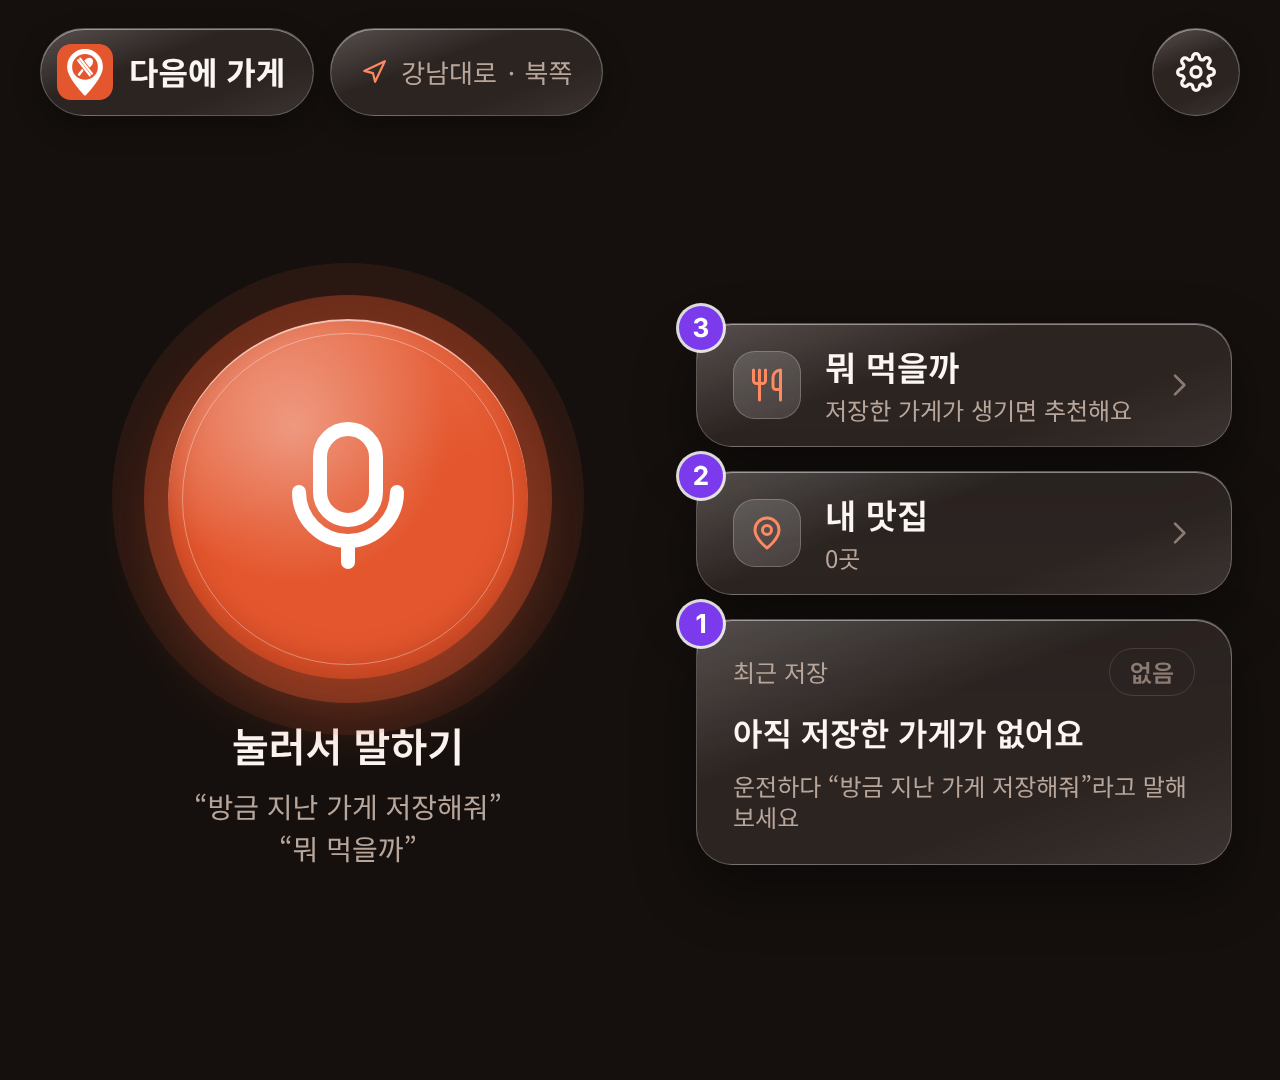 다음에 가게
강남대로 · 북쪽
눌러서 말하기
“방금 지난 가게 저장해줘”
“뭐 먹을까”
3
뭐 먹을까
저장한 가게가 생기면 추천해요
2
내 맛집
0곳
1
최근 저장
없음
아직 저장한 가게가 없어요
운전하다 “방금 지난 가게 저장해줘”라고 말해
보세요